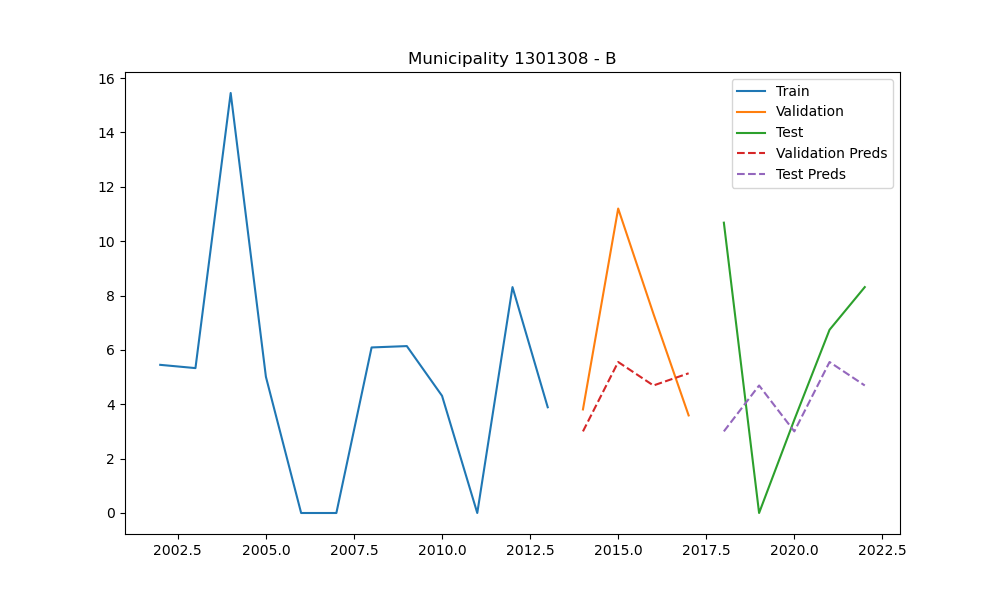 Municipality 1301308 - B
16
14
12
10
8
6
4
2
0
2002.5 2005.0 2007.5 2010.0 2012.5 2015.0 2017.5 2020.0 2022.5
Train
Validation
Test
Validation Preds
Test Preds